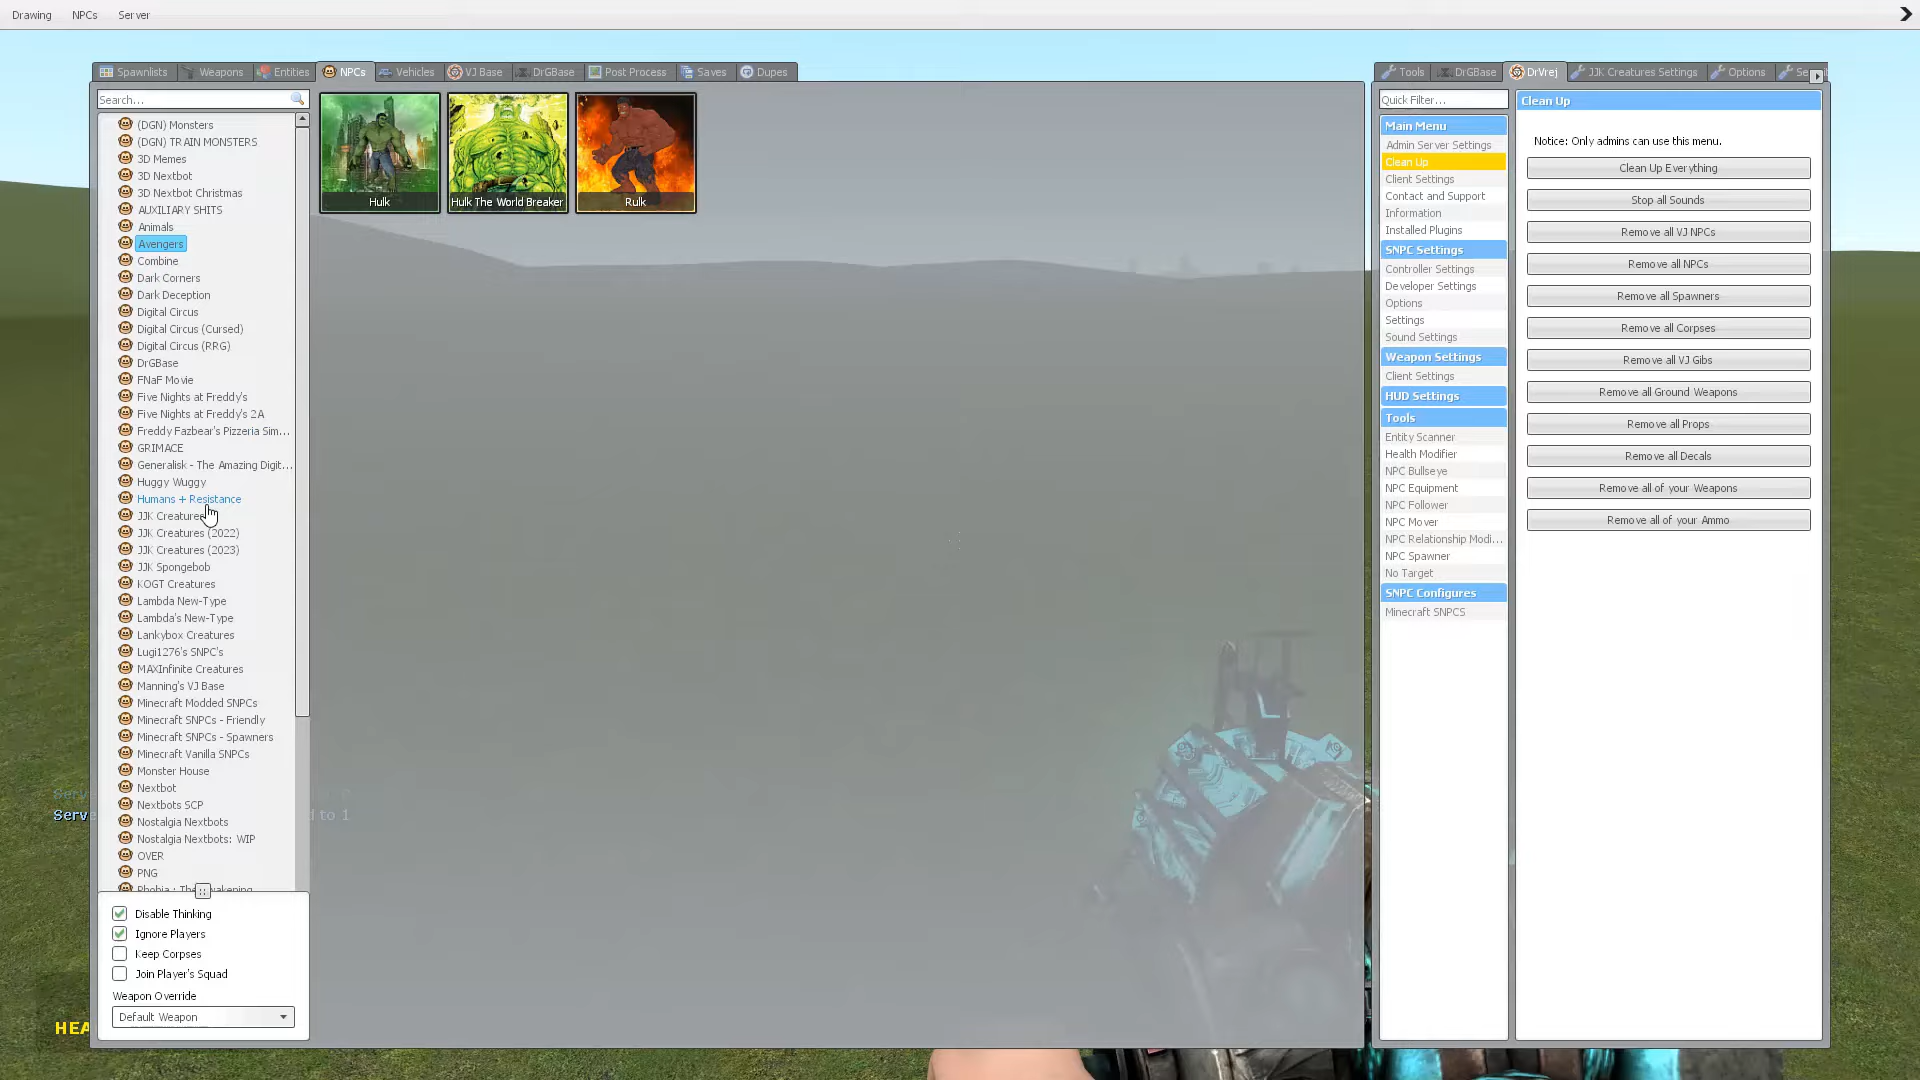 Drawing NPCs Server
Spawnlists Weapons Entities NPCs Vehicles VJ Base DrGBase Post Process Saves Dupes
Search...
(DGN) Monsters
(DGN) TRAIN MONSTERS
3D Memes
3D Nextbot
3D Nextbot Christmas
AUXILIARY SHITS
Animals
Avengers
Combine
Dark Corners
Dark Deception
Digital Circus
Digital Circus (Cursed)
Digital Circus (RRG)
DrGBase
FNaF Movie
Five Nights at Freddy's
Five Nights at Freddy's 2A
Freddy Fazbear's Pizzeria Sim...
GRIMACE
Generalisk - The Amazing Digit...
Huggy Wuggy
Humans + Resistance
JJK Creatures
JJK Creatures (2022)
JJK Creatures (2023)
JJK Spongebob
KOGT Creatures
Lambda New-Type
Lambda's New-Type
Lankybox Creatures
Lugi1276's SNPC's
MAXInfinite Creatures
Manning's VJ Base
Minecraft Modded SNPCs
Minecraft SNPCs - Friendly
Minecraft SNPCs - Spawners
Minecraft Vanilla SNPCs
Monster House
Nextbot
Nextbots SCP
Nostalgia Nextbots
Nostalgia Nextbots: WIP
OVER
PNG
Disable Thinking
Ignore Players
Keep Corpses
Join Player's Squad
Weapon Override
Default Weapon
Hulk
Hulk The World Breaker
Rulk
Serv
Serv d to 1
HEA
Tools DrGBase DrVrej JJK Creatures Settings Options
Quick Filter...
Main Menu
Admin Server Settings
Clean Up
Client Settings
Contact and Support
Information
Installed Plugins
SNPC Settings
Controller Settings
Developer Settings
Options
Settings
Sound Settings
Weapon Settings
Client Settings
HUD Settings
Tools
Entity Scanner
Health Modifier
NPC Bullseye
NPC Equipment
NPC Follower
NPC Mover
NPC Relationship Modi...
NPC Spawner
No Target
SNPC Configures
Minecraft SNPCS
Clean Up
Notice: Only admins can use this menu.
Clean Up Everything
Stop all Sounds
Remove all VJ NPCs
Remove all NPCs
Remove all Spawners
Remove all Corpses
Remove all VJ Gibs
Remove all Ground Weapons
Remove all Props
Remove all Decals
Remove all of your Weapons
Remove all of your Ammo